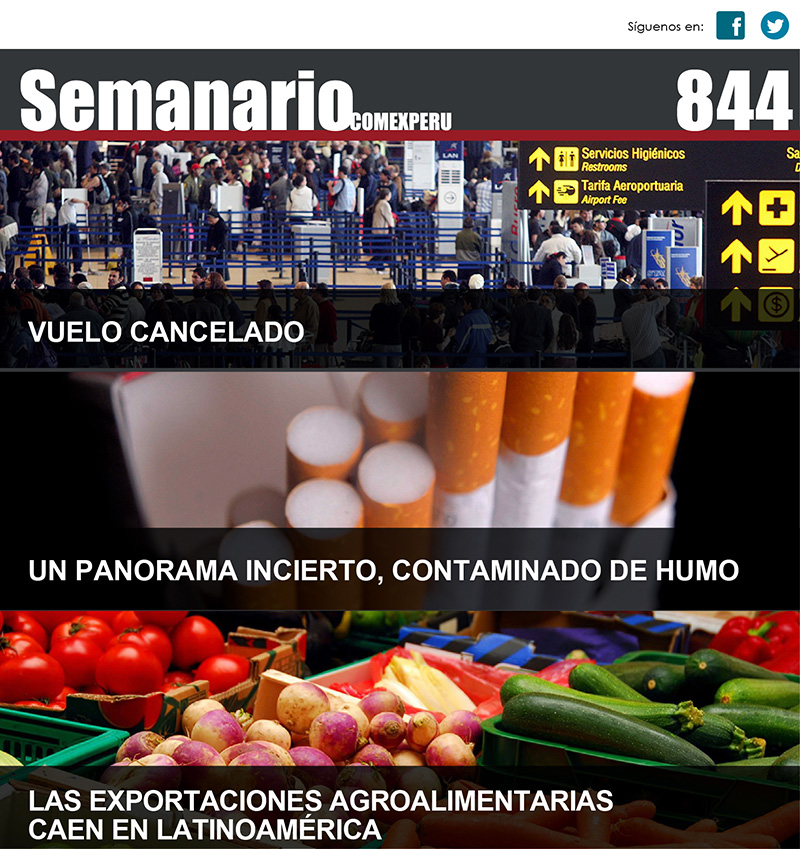 Síguenos en:
Semanario COMEXPERU 844
LAN
Servicios Higiénicos
Restrooms
Tarifa Aeroportuaria
Airport Fee
VUELO CANCELADO
UN PANORAMA INCIERTO, CONTAMINADO DE HUMO
LAS EXPORTACIONES AGROALIMENTARIAS
CAEN EN LATINOAMÉRICA